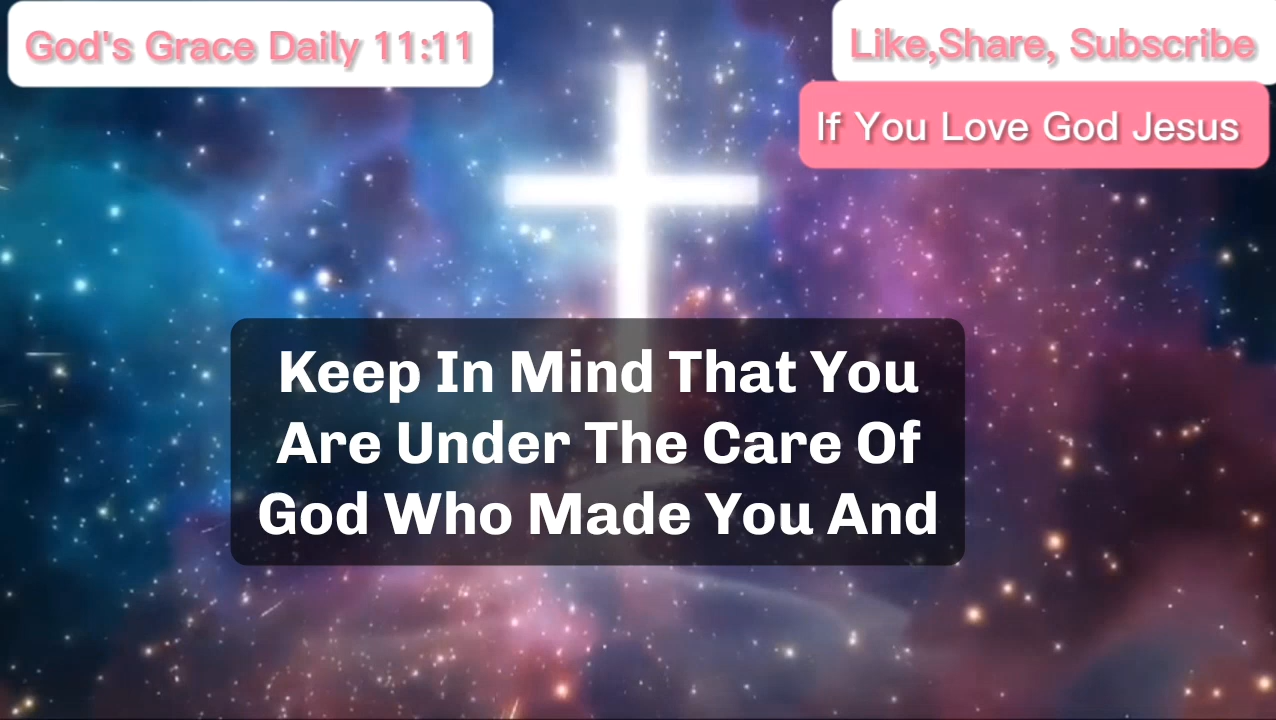 God's Grace Daily 11:11
Like,Share, Subscribe
If You Love God Jesus
Keep In Mind That You
Are Under The Care Of
God Who Made You And